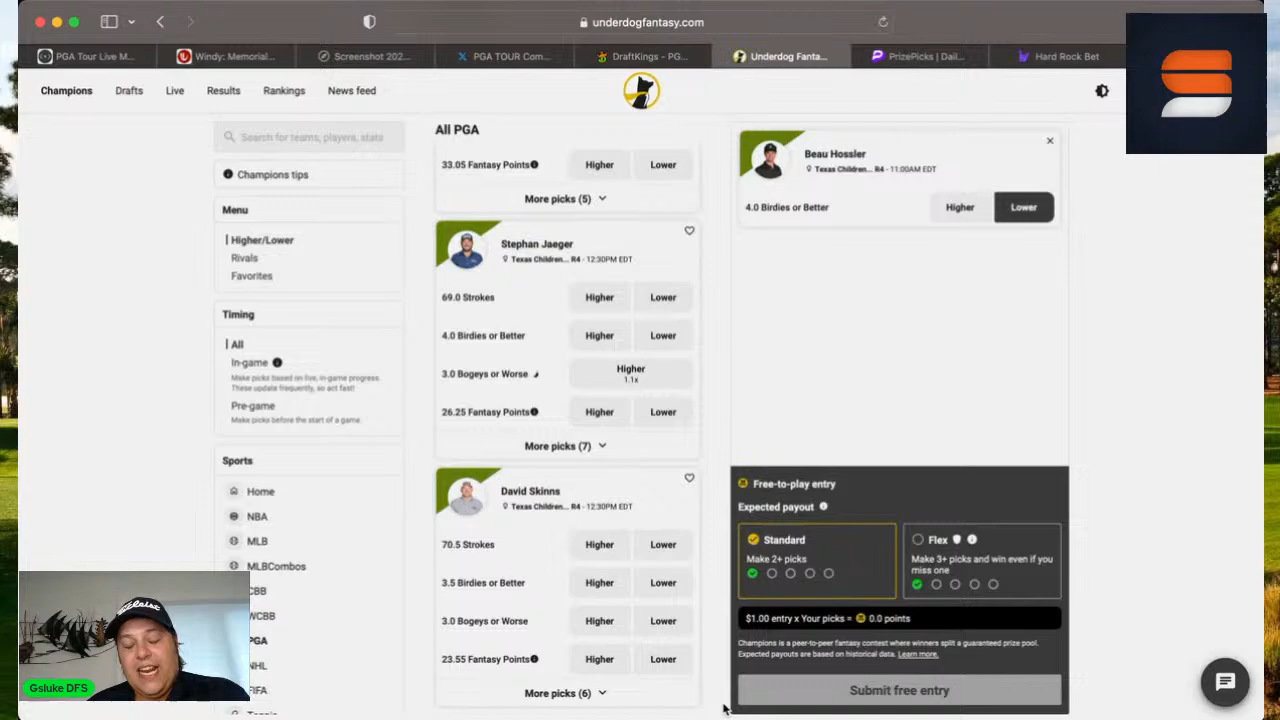 underdogfantasy.com
PGA Tour Live M...
Windy: Memorial...
Screenshot 202...
PGA TOUR Com...
DraftKings - PG...
Underdog Fanta...
PrizePicks | Dail...
Hard Rock Bet
Champions
Drafts
Live
Results
Rankings
News feed
Search for teams, players, stats
Champions tips
Menu
Higher/Lower
Rivals
Favorites
Timing
All
In-game
Make picks based on live, in-game progress.
These update frequently, so act fast!
Pre-game
Make picks before the start of a game.
Sports
Home
NBA
MLB
MLBCombos
CBB
WCBB
PGA
NHL
FIFA
Gsluke DFS
All PGA
33.05 Fantasy Points Higher Lower
More picks (5)
Stephan Jaeger
Texas Children... R4 - 12:30PM EDT
69.0 Strokes Higher Lower
4.0 Birdies or Better Higher Lower
3.0 Bogeys or Worse Higher
1.1x
26.25 Fantasy Points Higher Lower
More picks (7)
David Skinns
Texas Children... R4 - 12:30PM EDT
70.5 Strokes Higher Lower
3.5 Birdies or Better Higher Lower
3.0 Bogeys or Worse Higher Lower
23.55 Fantasy Points Higher Lower
More picks (6)
Beau Hossler
Texas Children... R4 - 11:00AM EDT
4.0 Birdies or Better Higher Lower
Free-to-play entry
Expected payout
Standard
Make 2+ picks
Flex
Make 3+ picks and win even if you
miss one
$1.00 entry x Your picks = 0.0 points
Champions is a peer-to-peer fantasy contest where winners split a guaranteed prize pool.
Expected payouts are based on historical data. Learn more.
Submit free entry